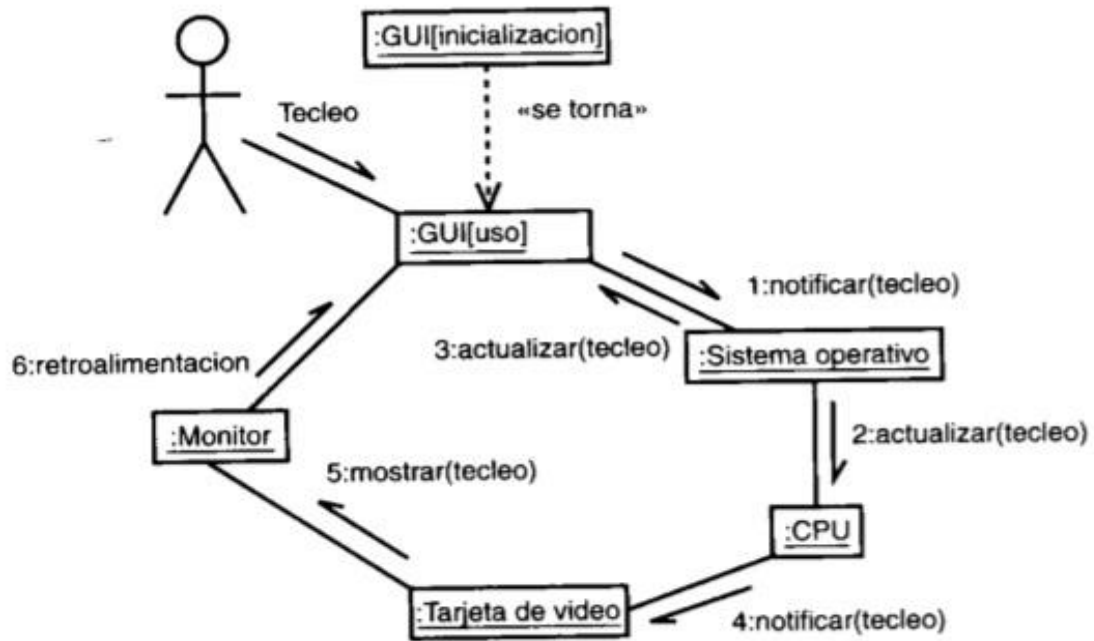 :GUI[inicializacion]
Tecleo
«se torna»
:GUI[uso]
1:notificar(tecleo)
3:actualizar(tecleo)
:Sistema operativo
6:retroalimentacion
:Monitor
2:actualizar(tecleo)
5:mostrar(tecleo)
:CPU
:Tarjeta de video
4:notificar(tecleo)